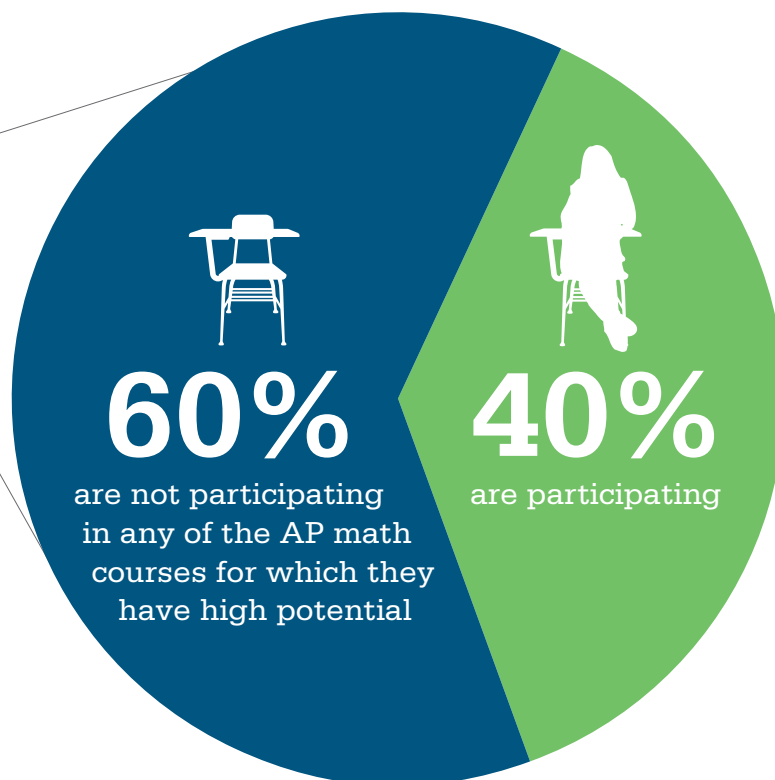 60%
are not participating
in any of the AP math
courses for which they
have high potential
40%
are participating